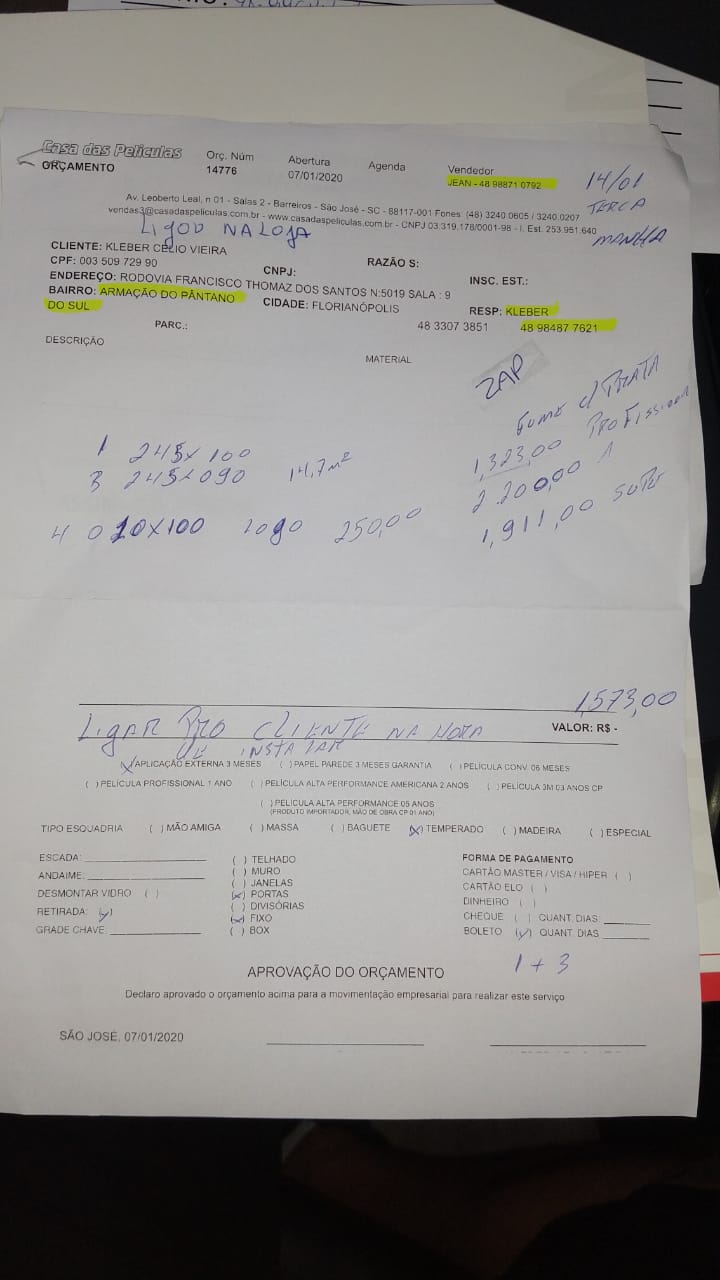 Casa das Películas
ORÇAMENTO
Orç. Núm
14776
Abertura
07/01/2020
Agenda
Vendedor
JEAN - 48 98871 0792
14/01
TERCA
MANHÃ
Av. Leoberto Leal, n 01 - Salas 2 - Barreiros - São José - SC - 88117-001 Fones (48) 3240 0605 / 3240.0207
vendas3@casadaspeliculas.com.br - www.casadaspeliculas.com.br - CNPJ 03.319.178/0001-98 - I. Est. 253.951.640
LIGOU NA LOJA
CLIENTE: KLEBER CELIO VIEIRA
RAZÃO S:
CPF: 003 509 729 90
CNPJ:
INSC. EST.:
ENDEREÇO: RODOVIA FRANCISCO THOMAZ DOS SANTOS N:5019 SALA : 9
BAIRRO: ARMAÇÃO DO PÂNTANO
DO SUL
CIDADE: FLORIANÓPOLIS
RESP: KLEBER
PARC.:
48 3307 3851
48 98487 7621
DESCRIÇÃO
MATERIAL
ZAP
FUME c/ PRATA
1 245x100
1,323,00 PROFISSIONAL
3 245x090
14,7m²
2.200,00
1,911,00
4 0 20x100 logo 250,00
1,573,00
LIGAR PRO CLIENTE NA HORA
DE INSTALAR
VALOR: R$ -
(X) APLICAÇÃO EXTERNA 3 MESES ( ) PAPEL PAREDE 3 MESES GARANTIA ( ) PELÍCULA CONV. 06 MESES
( ) PELÍCULA PROFISSIONAL 1 ANO ( ) PELÍCULA ALTA PERFORMANCE AMERICANA 2 ANOS ( ) PELÍCULA 3M 03 ANOS CP
( ) PELÍCULA ALTA PERFORMANCE 05 ANOS
(PRODUTO IMPORTADOR, MÃO DE OBRA CP 01 ANO)
TIPO ESQUADRIA ( ) MÃO AMIGA ( ) MASSA ( ) BAGUETE (X) TEMPERADO ( ) MADEIRA ( ) ESPECIAL
ESCADA:
ANDAIME:
DESMONTAR VIDRO ( )
RETIRADA: (X)
GRADE CHAVE:
( ) TELHADO
( ) MURO
( ) JANELAS
(X) PORTAS
( ) DIVISÓRIAS
(X) FIXO
( ) BOX
FORMA DE PAGAMENTO
CARTÃO MASTER / VISA / HIPER ( )
CARTÃO ELO ( )
DINHEIRO ( )
CHEQUE ( ) QUANT. DIAS:
BOLETO (X) QUANT. DIAS
1 + 3
APROVAÇÃO DO ORÇAMENTO
Declaro aprovado o orçamento acima para a movimentação empresarial para realizar este serviço
SÃO JOSÉ, 07/01/2020